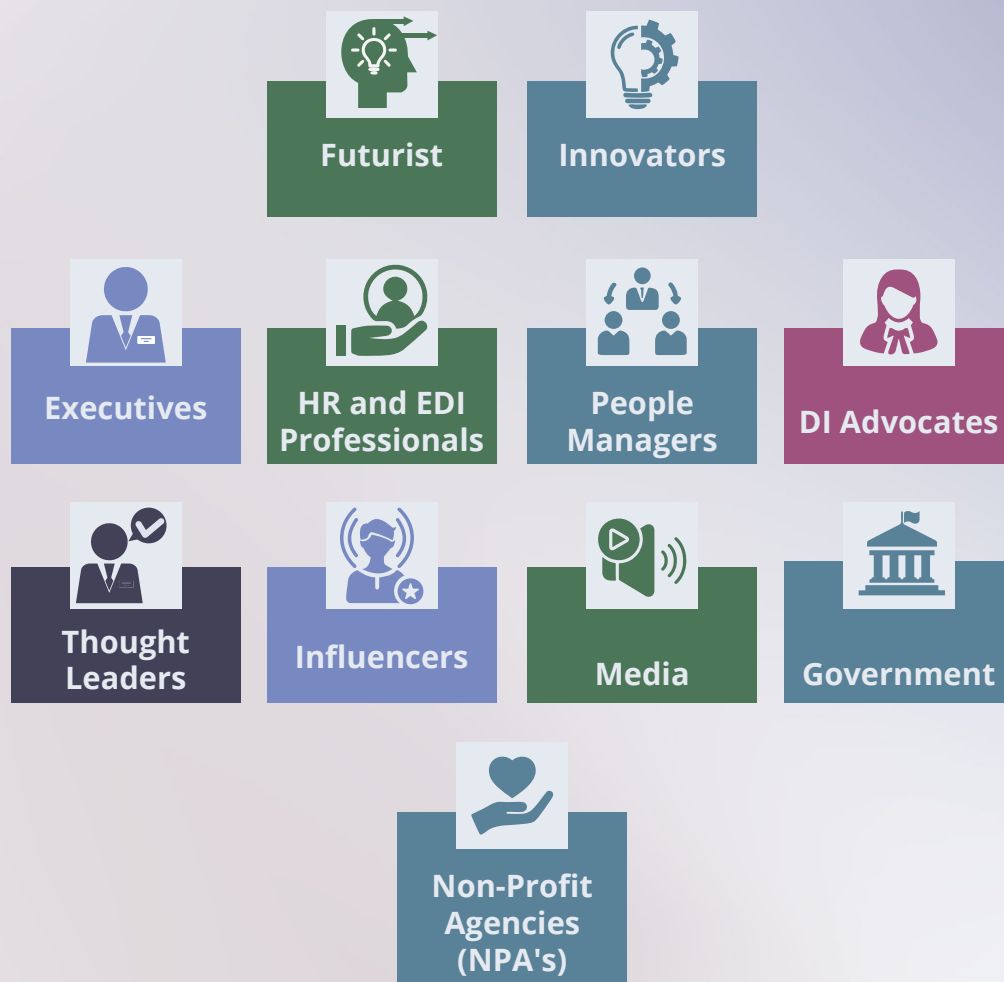 Futurist
Innovators
Executives
HR and EDI
Professionals
People
Managers
DI Advocates
Thought
Leaders
Influencers
Media
Government
Non-Profit
Agencies
(NPA's)